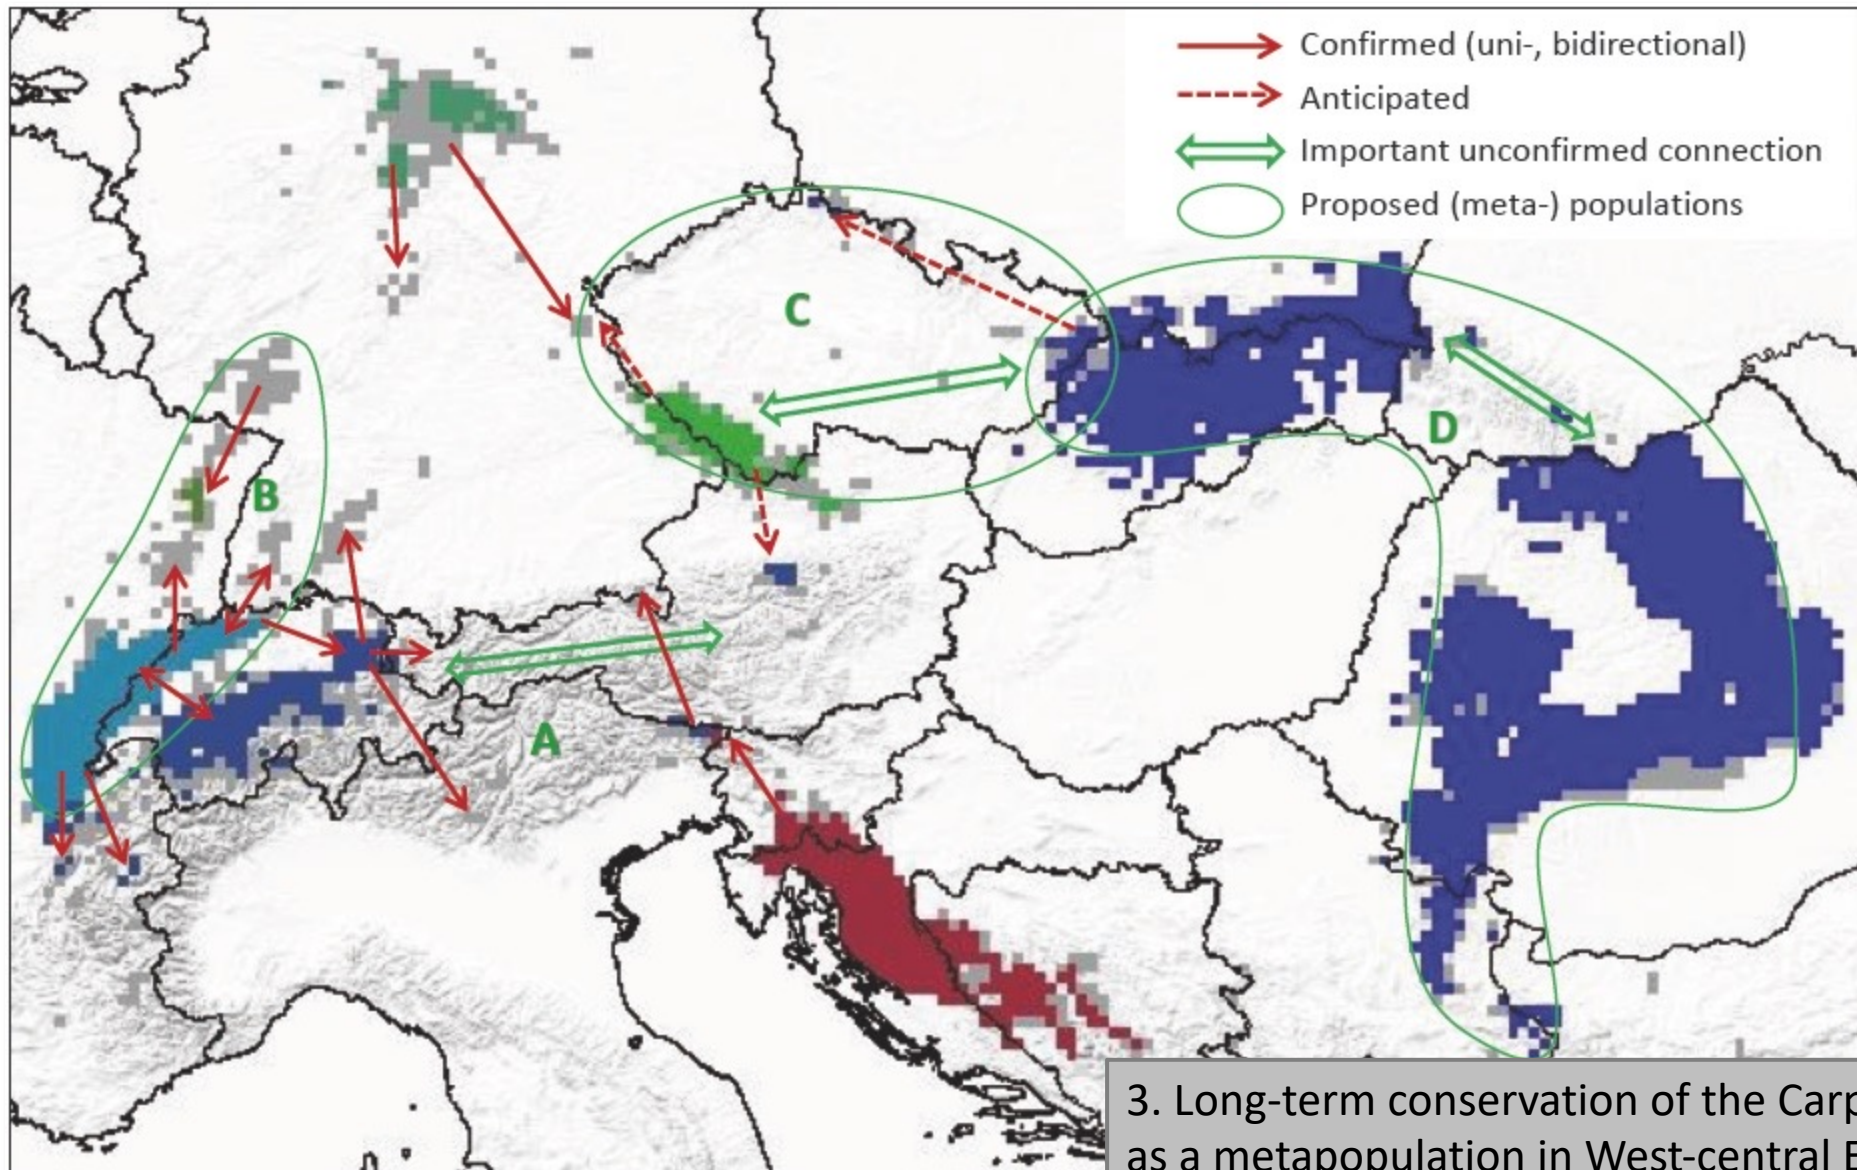 Confirmed (uni-, bidirectional)
Anticipated
Important unconfirmed connection
Proposed (meta-) populations
C
D
B
A
3. Long-term conservation of the Carp
as a metapopulation in West-central E